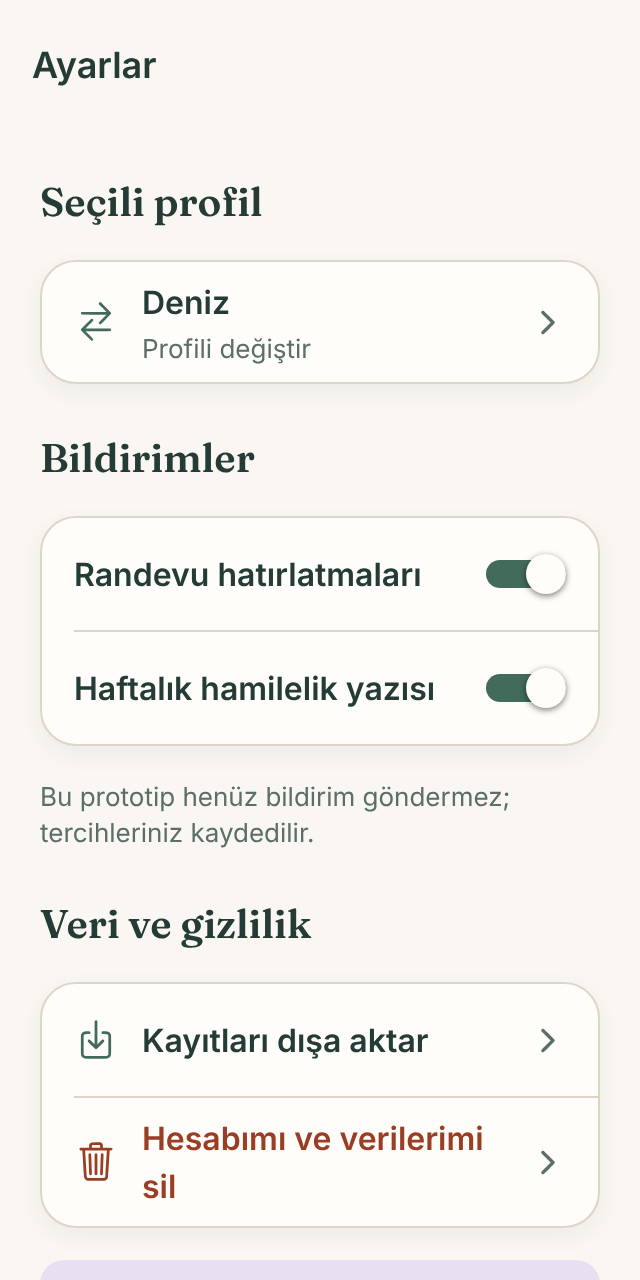 Ayarlar
Seçili profil
Deniz
Profili değiştir
Bildirimler
Randevu hatırlatmaları
Haftalık hamilelik yazısı
Bu prototip henüz bildirim göndermez;
tercihleriniz kaydedilir.
Veri ve gizlilik
Kayıtları dışa aktar
Hesabımı ve verilerimi
sil